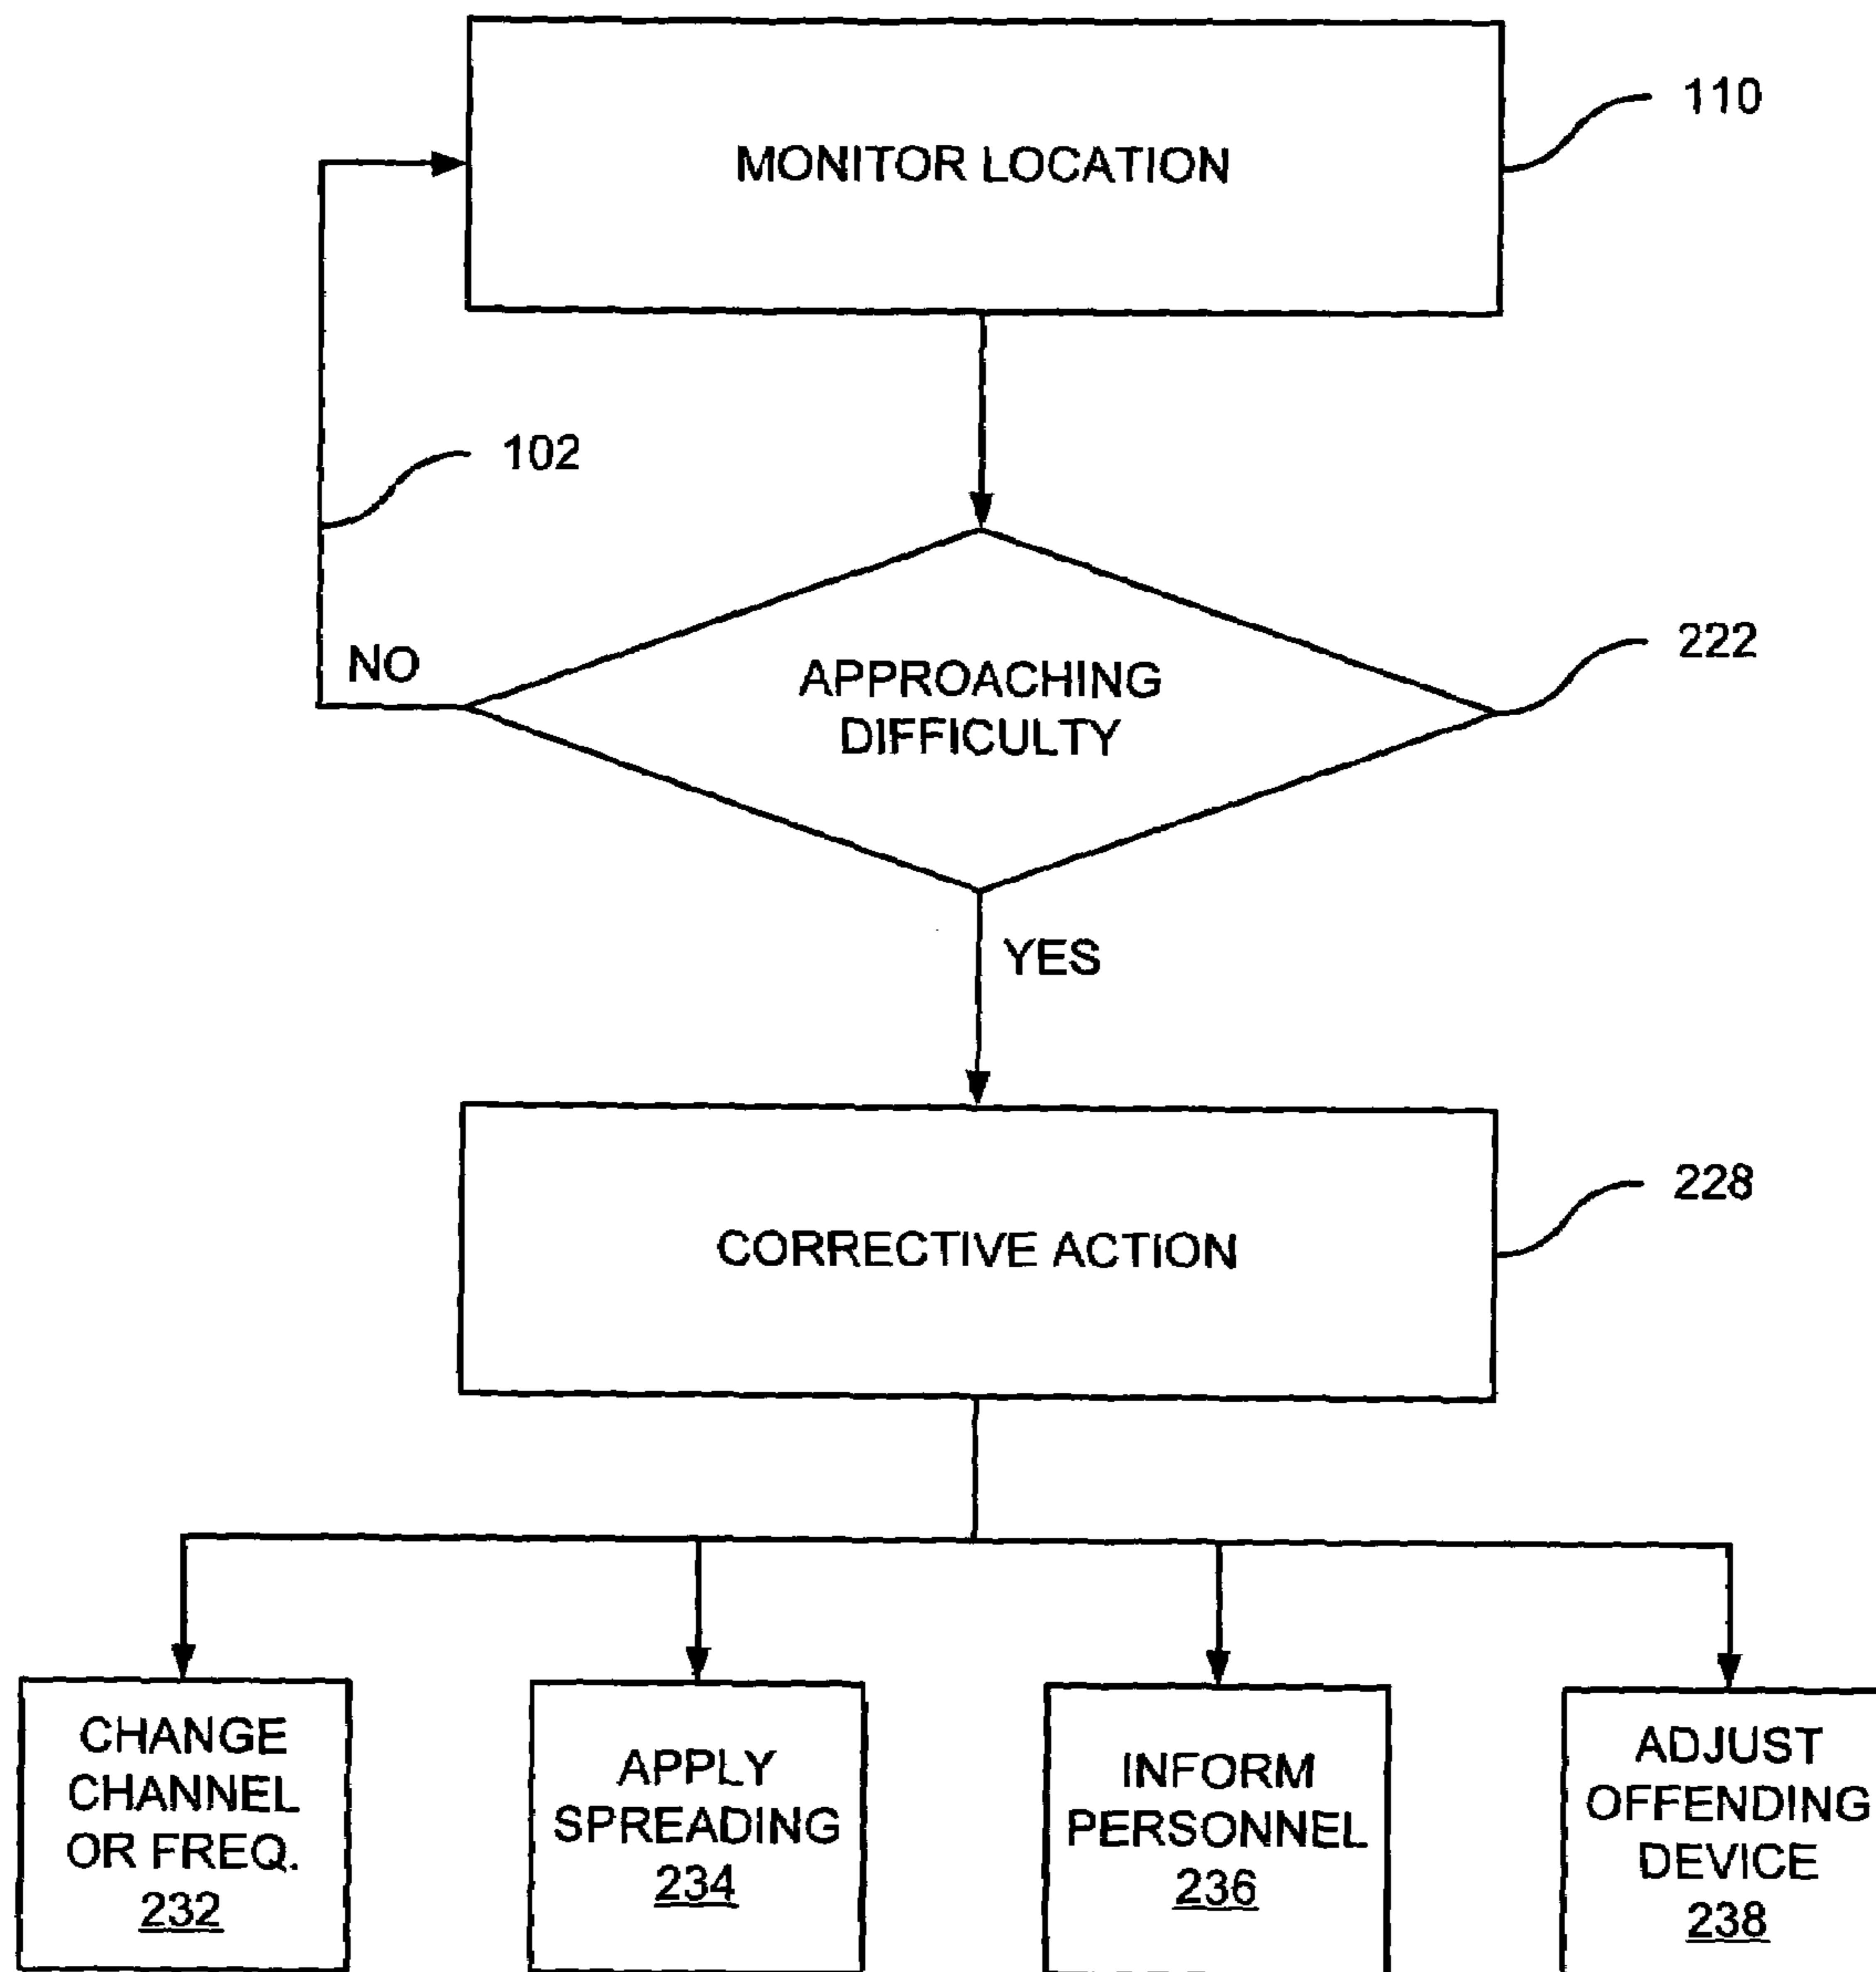 MONITOR LOCATION
110
102
NO
APPROACHING
DIFFICULTY
222
YES
CORRECTIVE ACTION
228
CHANGE
CHANNEL
OR FREQ.
232
APPLY
SPREADING
234
INFORM
PERSONNEL
236
ADJUST
OFFENDING
DEVICE
238